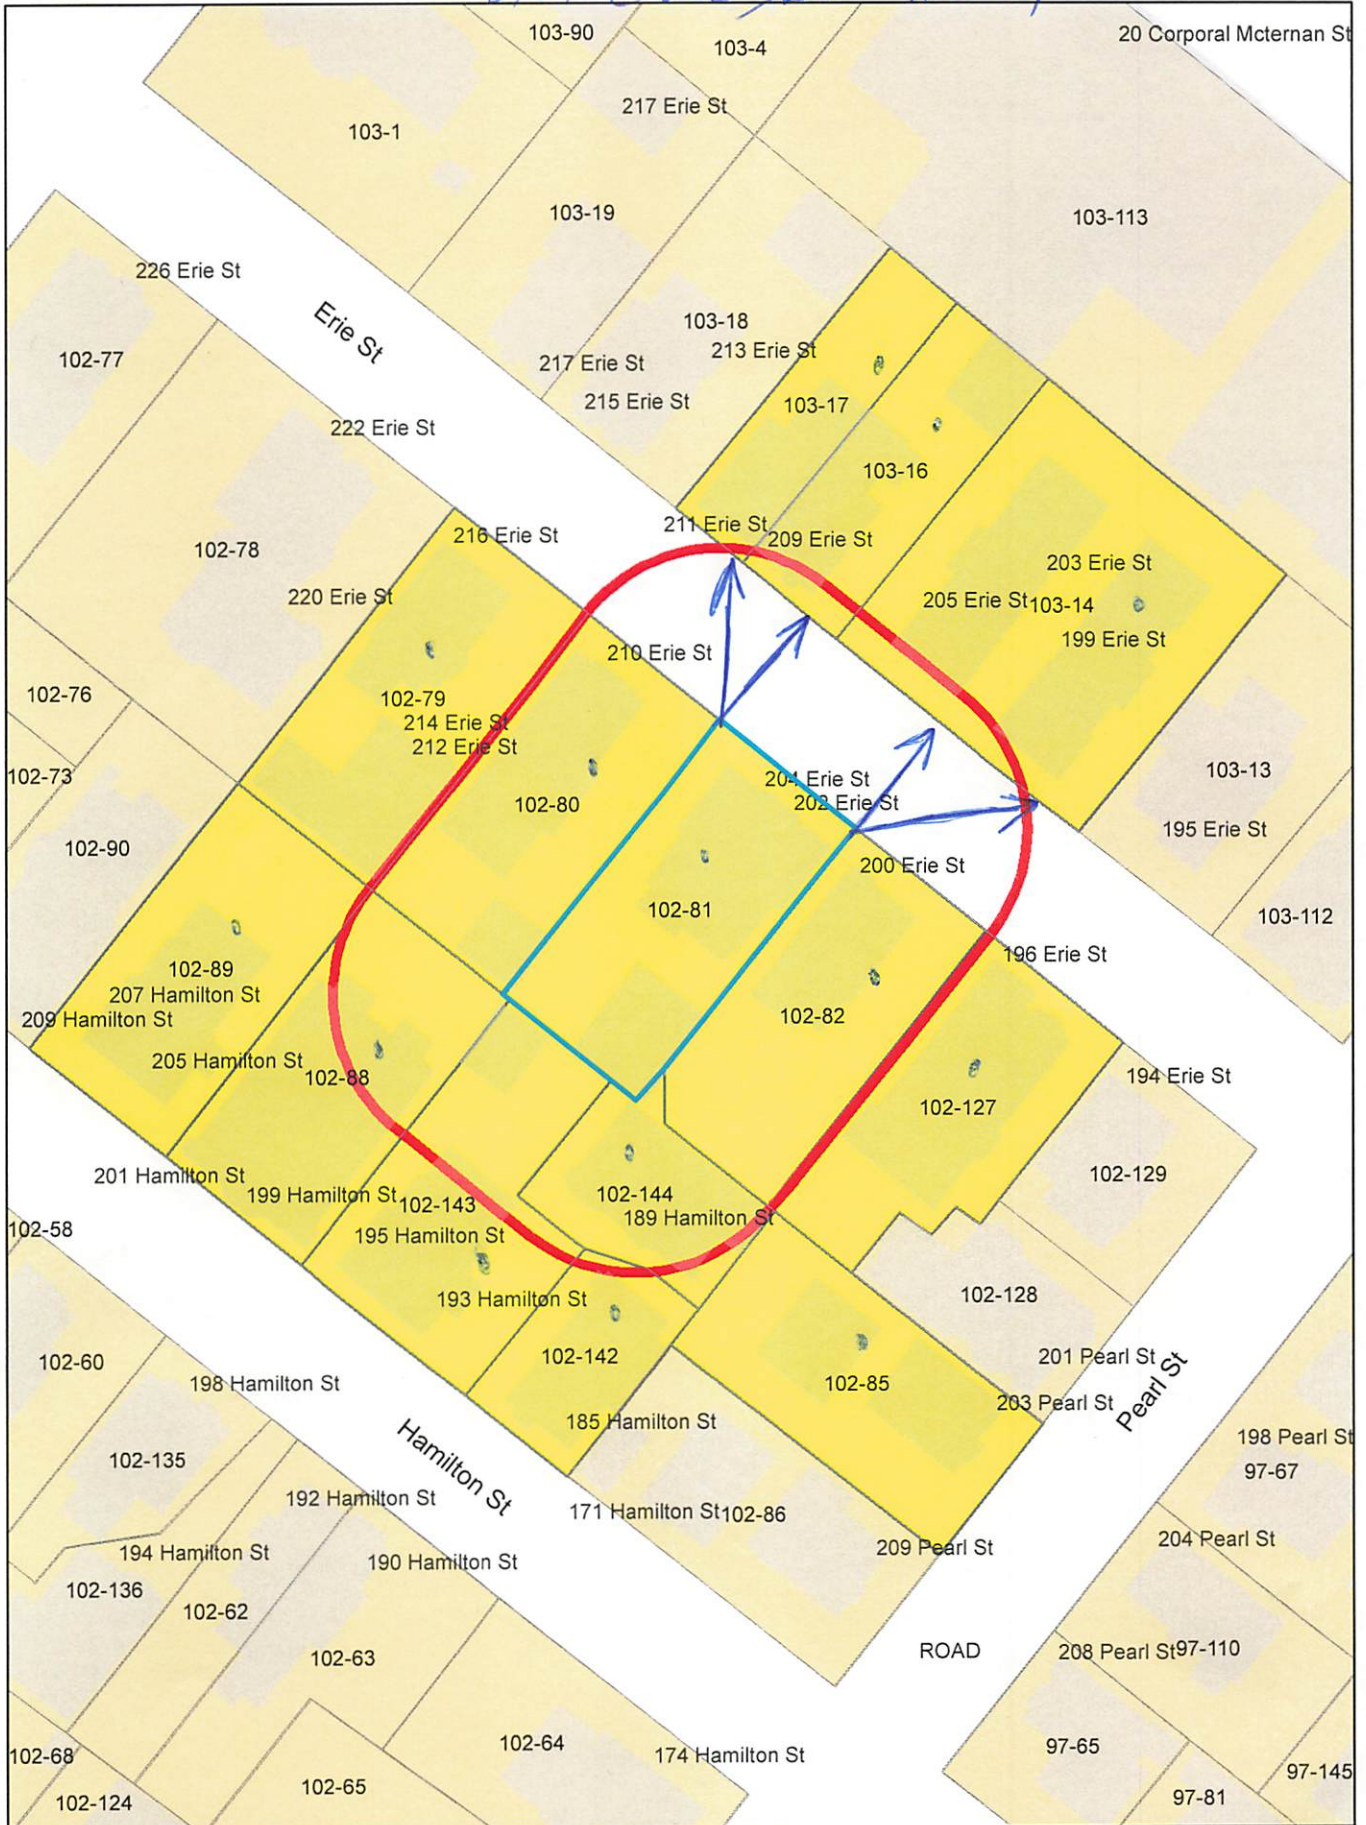 103-90
103-4
20 Corporal Mcternan St
217 Erie St
103-1
103-19
103-113
226 Erie St
Erie St
103-18
213 Erie St
102-77
217 Erie St
215 Erie St
103-17
222 Erie St
103-16
211 Erie St
216 Erie St
209 Erie St
102-78
203 Erie St
220 Erie St
205 Erie St
103-14
199 Erie St
210 Erie St
102-76
102-79
214 Erie St
212 Erie St
102-73
103-13
204 Erie St
202 Erie St
102-80
195 Erie St
102-90
200 Erie St
102-81
103-112
196 Erie St
102-89
207 Hamilton St
209 Hamilton St
102-82
205 Hamilton St
102-88
194 Erie St
102-127
201 Hamilton St
102-129
199 Hamilton St
102-143
102-144
189 Hamilton St
102-58
195 Hamilton St
102-128
193 Hamilton St
102-142
201 Pearl St
102-60
Pearl St
198 Hamilton St
102-85
203 Pearl St
185 Hamilton St
198 Pearl St
Hamilton St
102-135
97-67
192 Hamilton St
171 Hamilton St
102-86
204 Pearl St
194 Hamilton St
209 Pearl St
190 Hamilton St
102-136
102-62
ROAD
208 Pearl St
97-110
102-63
102-64
97-65
102-68
174 Hamilton St
97-145
102-65
102-124
97-81